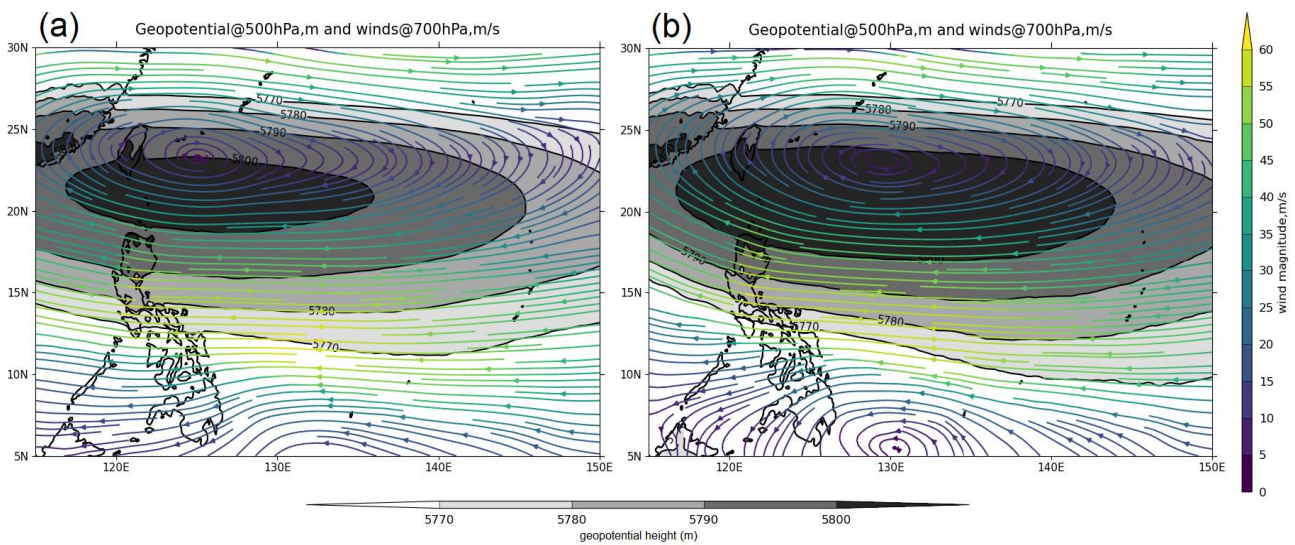 (a)
Geopotential@500hPa,m and winds@700hPa,m/s
30N
25N
20N
15N
10N
5N
120E
130E
140E
150E
5770
5780
5790
5800
5790
5770
(b)
Geopotential@500hPa,m and winds@700hPa,m/s
30N
25N
20N
15N
10N
5N
120E
130E
140E
150E
5770
5780
5790
5790
5780
5770
60
55
50
45
40
35
30
25
20
15
10
5
0
wind magnitude,m/s
5770
5780
5790
5800
geopotential height (m)